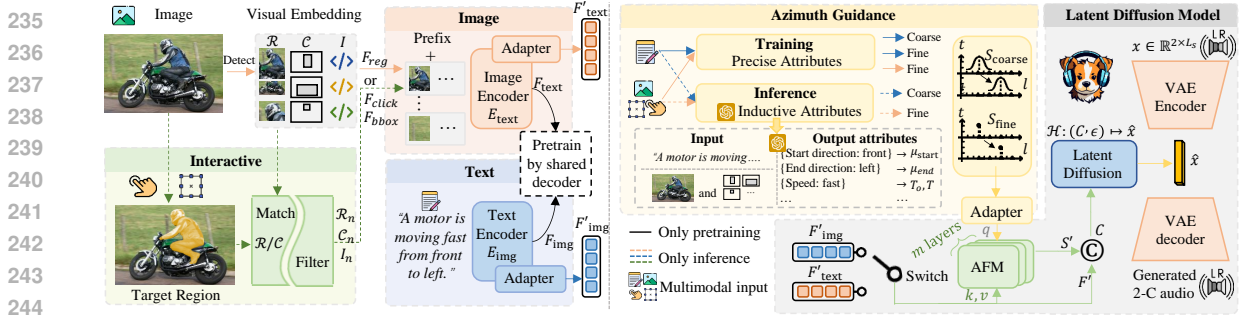 235
236
237
238
239
240
241
242
243
244
Image
Visual Embedding
R C I
Detect
F_reg
or
F_click
F_bbox
Interactive
Match
R/C
Filter
R_n
C_n
I_n
Target Region
Image
Prefix
+
...
...
Adapter
Image
Encoder
E_text
F'_text
F_text
Pretrain
by shared
decoder
Text
"A motor is
moving fast
from front
to left. "
Text
Encoder
E_img
Adapter
F_img
F'_img
Azimuth Guidance
Training
Precise Attributes
Coarse
Fine
Fine
Inference
Inductive Attributes
Coarse
Fine
Input
"A motor is moving….
and
...
Output attributes
{Start direction: front} → μ_start
{End direction: left} → μ_end
{Speed: fast} → T_o, T
… …
t
S_coarse
l
t
S_fine
l
Adapter
Only pretraining
Only inference
Multimodal input
F'_img
F'_text
Switch
m layers
q
AFM
k, v
S'
C
©
F'
Latent Diffusion Model
x ∈ ℝ^{2×L_s}
L R
VAE
Encoder
H: (C, ϵ) ↦ x̂
Latent
Diffusion
x̂
VAE
decoder
Generated
2-C audio
L R